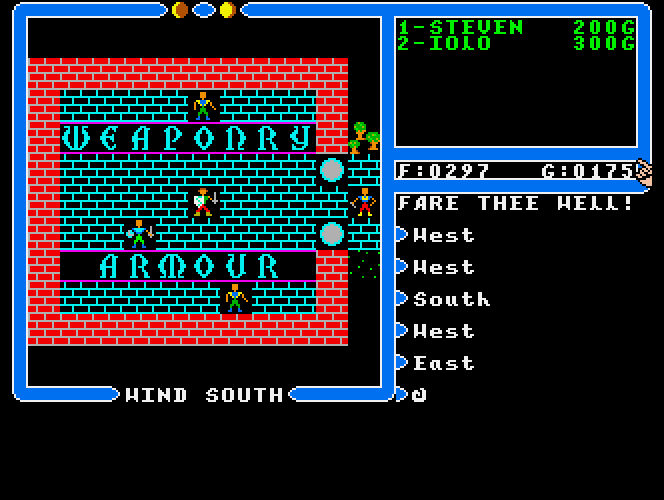 1-STEVEN 200G
2-IOLO 300G
WEAPONRY
F:0297 G:0175
FARE THEE WELL!
West
West
South
ARMOUR
West
East
WIND SOUTH